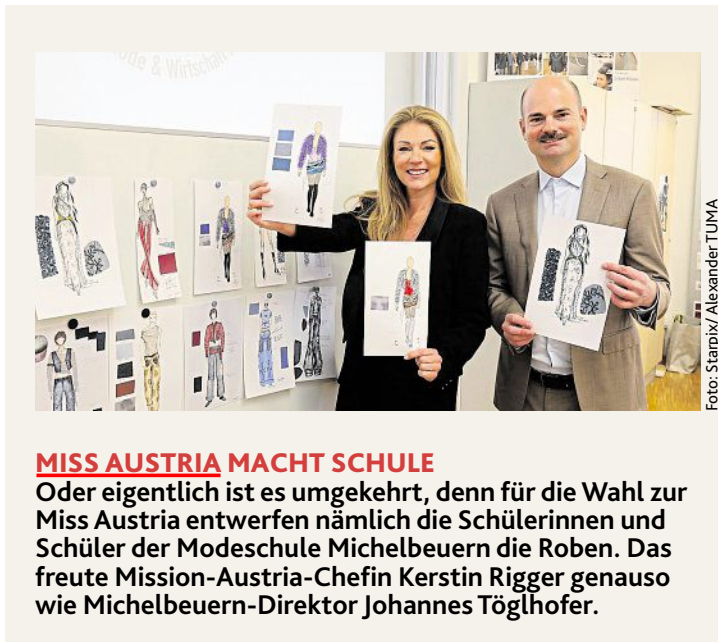 ode & Wirtschaft
Foto: Starpix/ Alexander TUMA
MISS AUSTRIA MACHT SCHULE
Oder eigentlich ist es umgekehrt, denn für die Wahl zur
Miss Austria entwerfen nämlich die Schülerinnen und
Schüler der Modeschule Michelbeuern die Roben. Das
freute Mission-Austria-Chefin Kerstin Rigger genauso
wie Michelbeuern-Direktor Johannes Töglhofer.